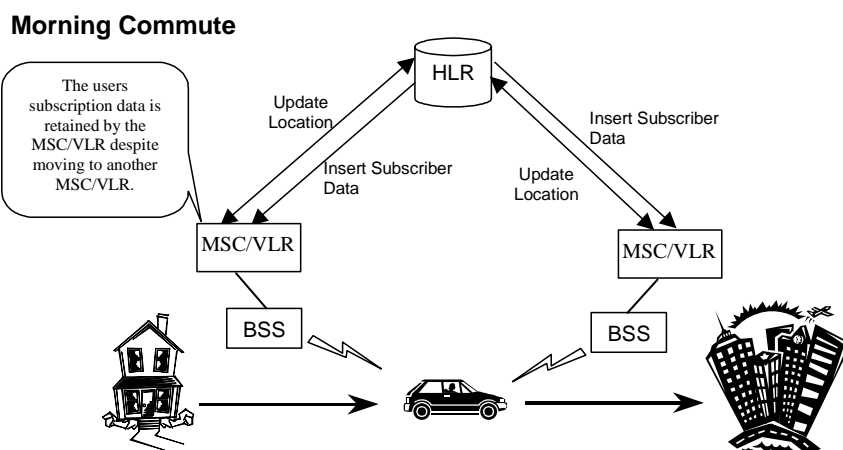 Morning Commute
The users
subscription data is
retained by the
MSC/VLR despite
moving to another
MSC/VLR.
HLR
Update
Location
Insert Subscriber
Data
Insert Subscriber
Data
Update
Location
MSC/VLR
MSC/VLR
BSS
BSS